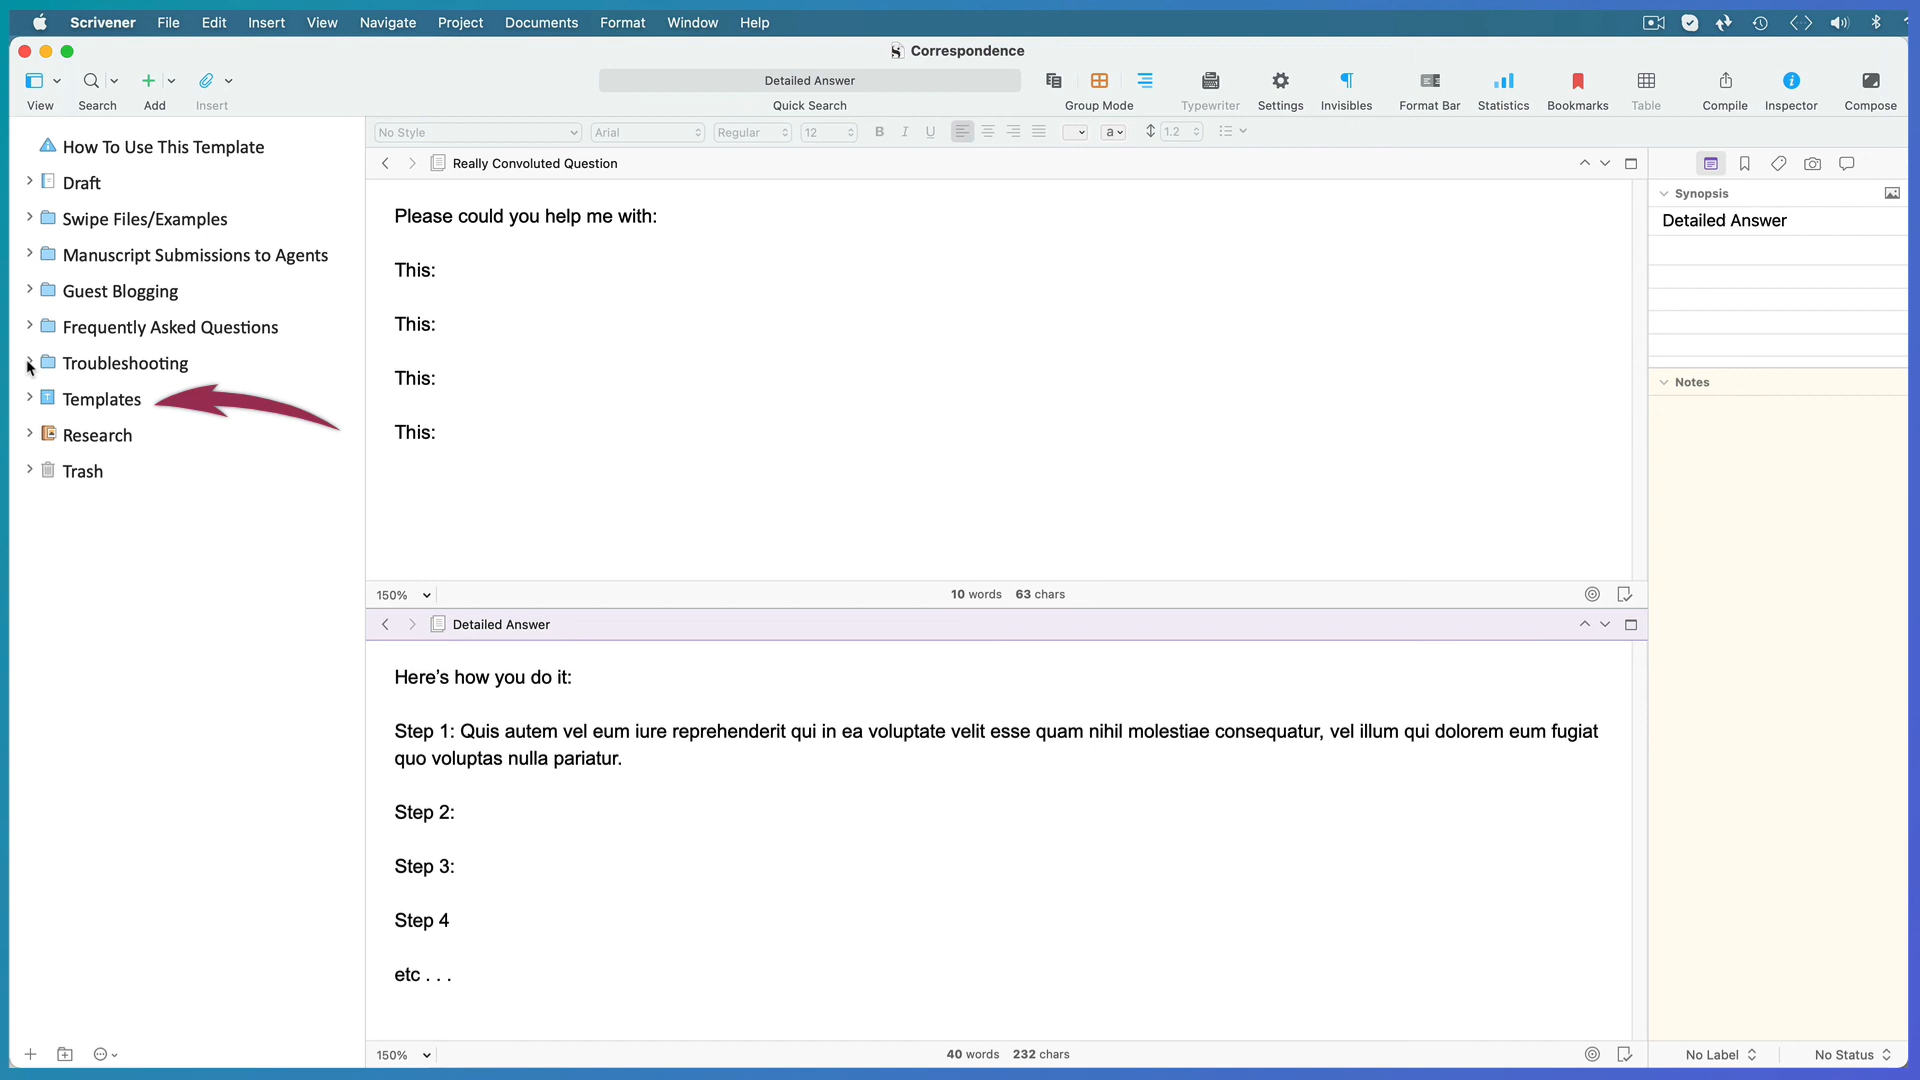 Scrivener File Edit Insert View Navigate Project Documents Format Window Help
Correspondence
Detailed Answer
View Search Add Insert Quick Search Group Mode Typewriter Settings Invisibles Format Bar Statistics Bookmarks Table Compile Inspector Compose
No Style Arial Regular 12 B I U a 1.2
How To Use This Template
Draft
Swipe Files/Examples
Manuscript Submissions to Agents
Guest Blogging
Frequently Asked Questions
Troubleshooting
Templates
Research
Trash
Really Convoluted Question
Please could you help me with:
This:
This:
This:
This:
150% 10 words 63 chars
Detailed Answer
Here’s how you do it:
Step 1: Quis autem vel eum iure reprehenderit qui in ea voluptate velit esse quam nihil molestiae consequatur, vel illum qui dolorem eum fugiat
quo voluptas nulla pariatur.
Step 2:
Step 3:
Step 4
etc . . .
150% 40 words 232 chars
Synopsis
Detailed Answer
Notes
No Label No Status